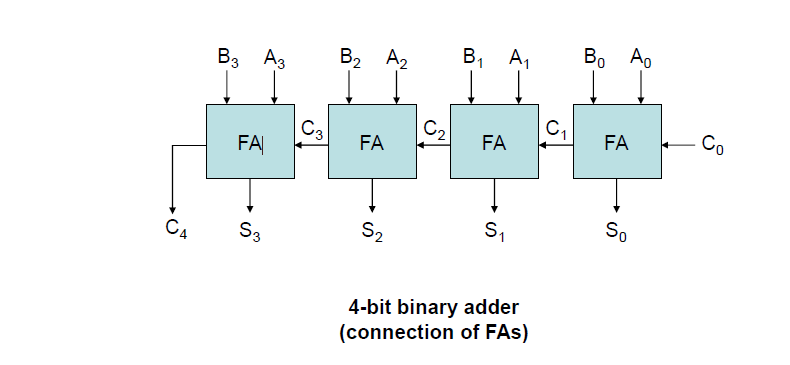 B₃ A₃ B₂ A₂ B₁ A₁ B₀ A₀
FA C₃ FA C₂ FA C₁ FA C₀
C₄ S₃ S₂ S₁ S₀
4-bit binary adder
(connection of FAs)